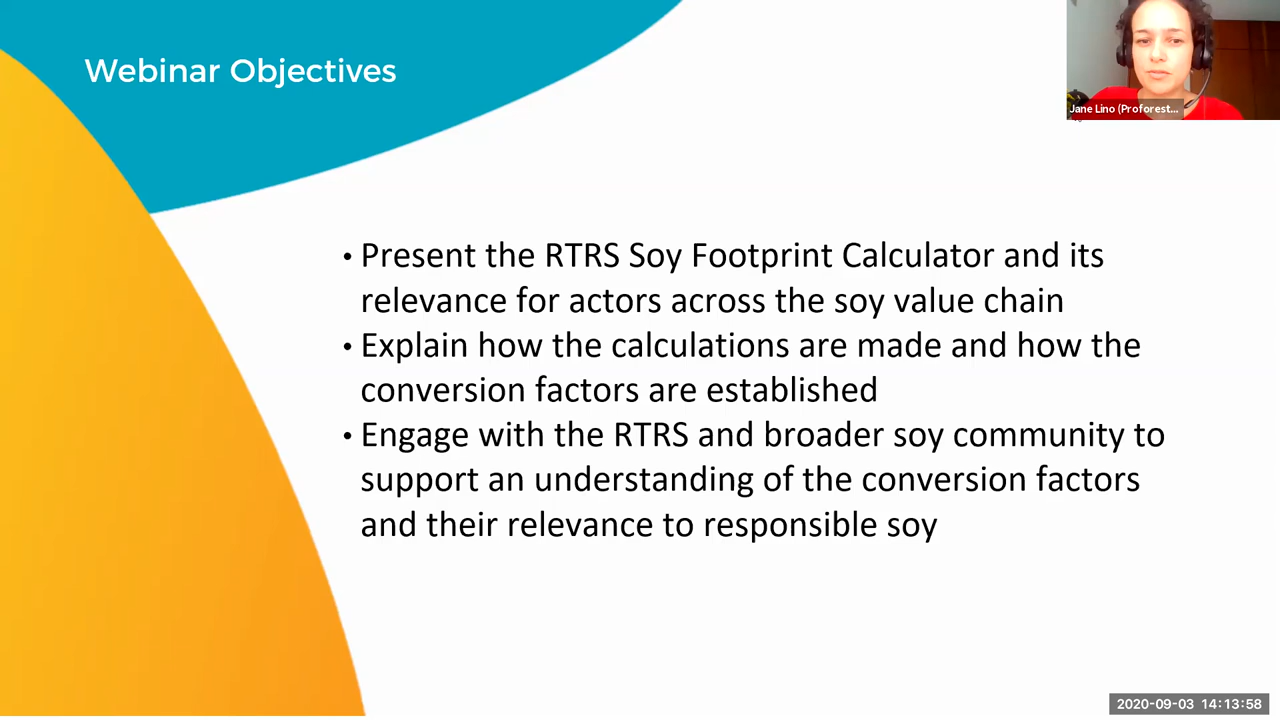 Webinar Objectives
Jane Lino (Proforest...
• Present the RTRS Soy Footprint Calculator and its
relevance for actors across the soy value chain
• Explain how the calculations are made and how the
conversion factors are established
• Engage with the RTRS and broader soy community to
support an understanding of the conversion factors
and their relevance to responsible soy
2020-09-03 14:13:58